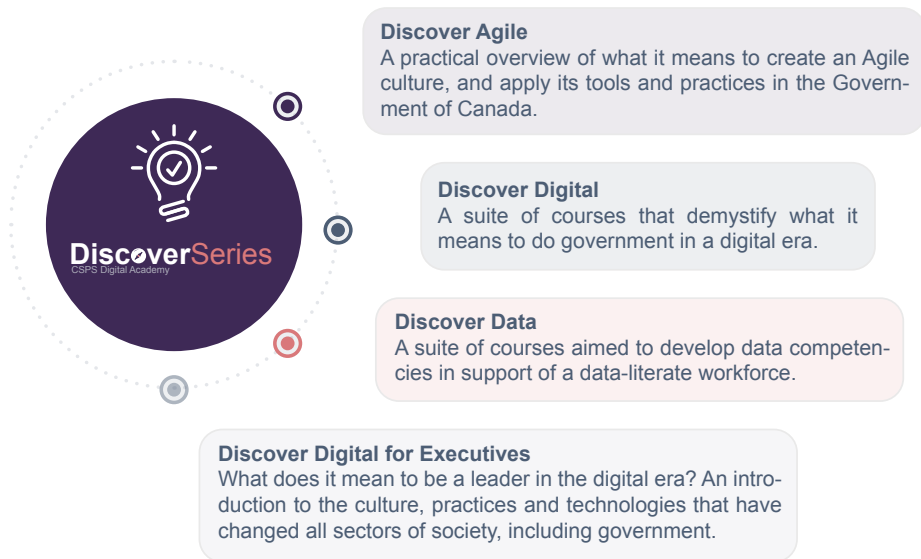 Discover Agile
A practical overview of what it means to create an Agile
culture, and apply its tools and practices in the Govern-
ment of Canada.
Discover Digital
A suite of courses that demystify what it
means to do government in a digital era.
DiscoverSeries
CSPS Digital Academy
Discover Data
A suite of courses aimed to develop data competen-
cies in support of a data-literate workforce.
Discover Digital for Executives
What does it mean to be a leader in the digital era? An intro-
duction to the culture, practices and technologies that have
changed all sectors of society, including government.